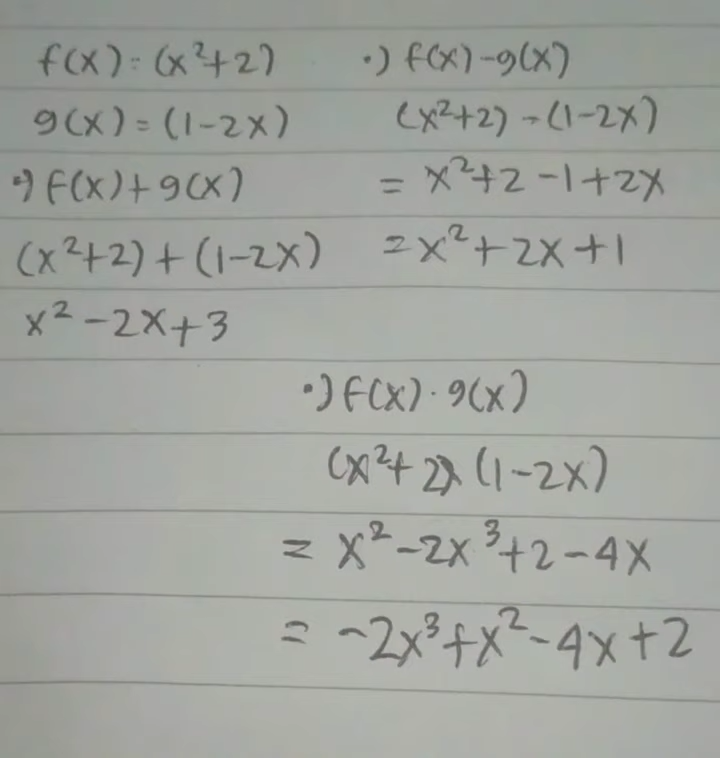 f(x) = (x²+2)
g(x) = (1-2x)
•) f(x) + g(x)
(x²+2) + (1-2x)
x² - 2x + 3
•) f(x) - g(x)
(x²+2) - (1-2x)
= x²+2 - 1 + 2x
= x² + 2x + 1
•) f(x) · g(x)
(x²+2) (1-2x)
= x² - 2x³ + 2 - 4x
= -2x³ + x² - 4x + 2